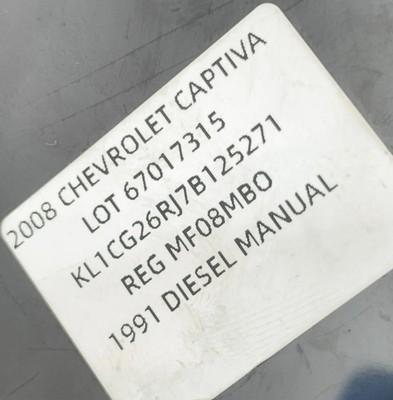 2008 CHEVROLET CAPTIVA
LOT 67017315
KL1CG26RJ7B125271
REG MF08MBO
1991 DIESEL MANUAL